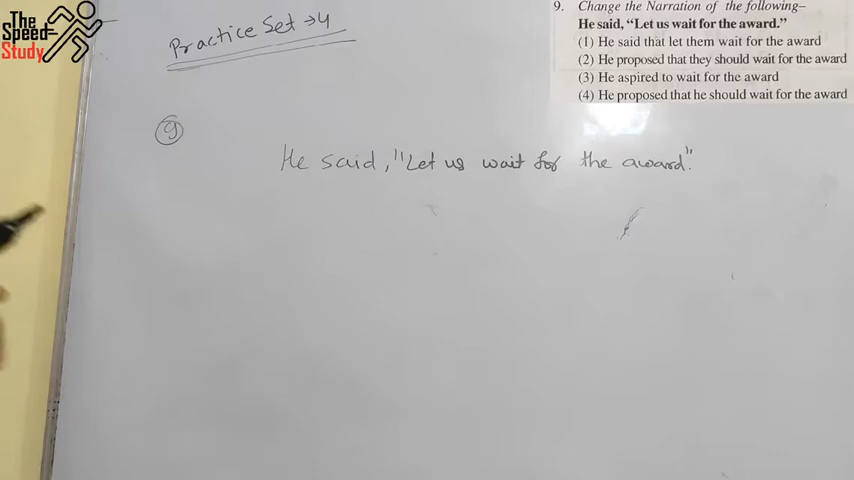 The
Speed
Study
Practice Set → 4
9. Change the Narration of the following–
He said, “Let us wait for the award.”
(1) He said that let them wait for the award
(2) He proposed that they should wait for the award
(3) He aspired to wait for the award
(4) He proposed that he should wait for the award
9
He said, "Let us wait for the award".